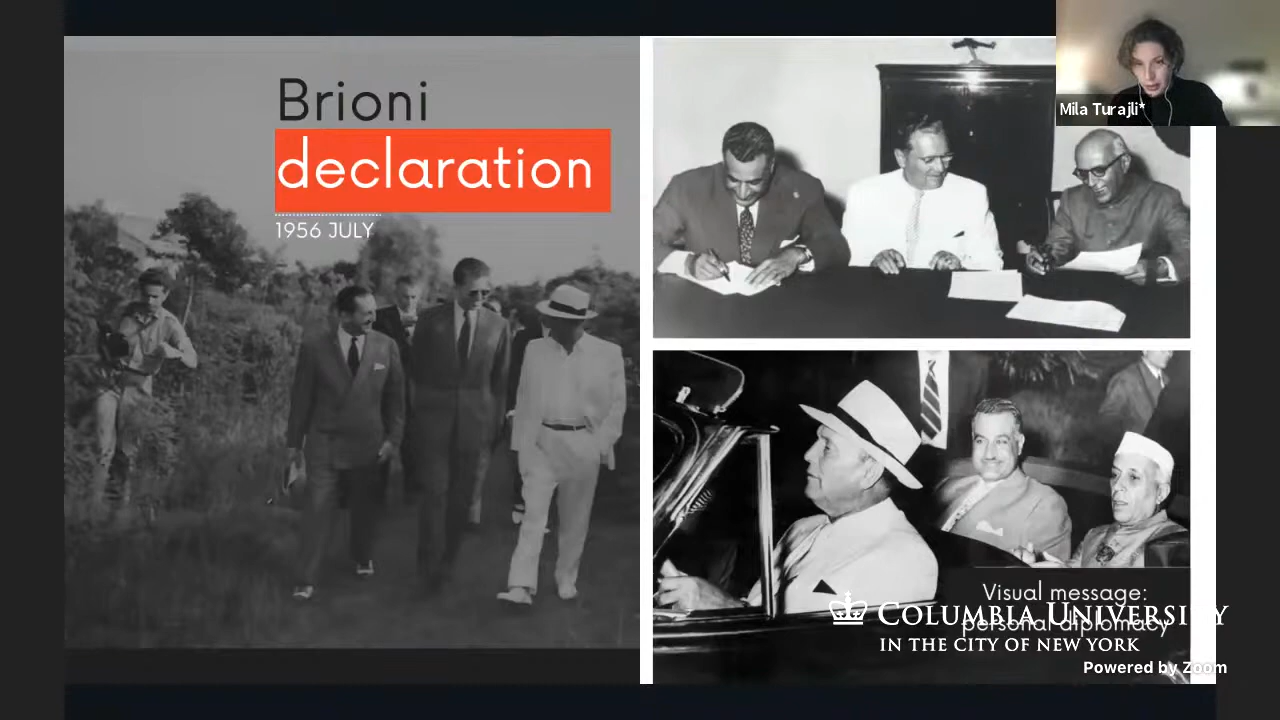 Brioni
declaration
1956 JULY
Mila Turajli*
Visual message:
personal diplomacy
COLUMBIA UNIVERSITY
IN THE CITY OF NEW YORK
Powered by Zoom